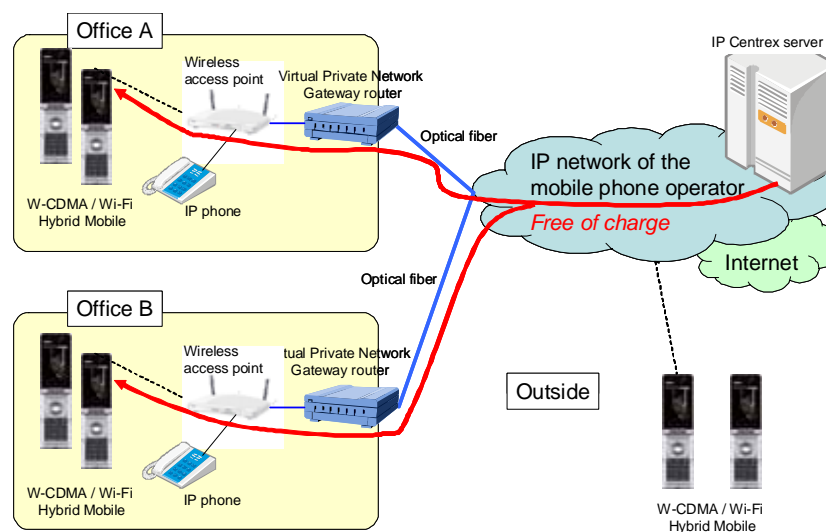 Office A
Wireless
access point
Virtual Private Network
Gateway router
IP phone
W-CDMA / Wi-Fi
Hybrid Mobile
Optical fiber
IP Centrex server
IP network of the
mobile phone operator
Free of charge
Internet
Optical fiber
Office B
Wireless
access point
tual Private Network
Gateway router
IP phone
W-CDMA / Wi-Fi
Hybrid Mobile
Outside
W-CDMA / Wi-Fi
Hybrid Mobile